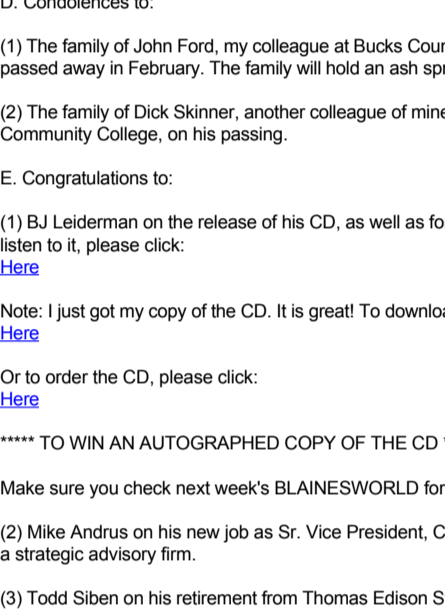 D. Condolences to:
(1) The family of John Ford, my colleague at Bucks
passed away in February. The family will hold an ash
(2) The family of Dick Skinner, another colleague of
Community College, on his passing.
E. Congratulations to:
(1) BJ Leiderman on the release of his CD, as well as
listen to it, please click:
Here
Note: I just got my copy of the CD. It is great! To
Here
Or to order the CD, please click:
Here
***** TO WIN AN AUTOGRAPHED COPY OF THE CD
Make sure you check next week's BLAINESWORLD for
(2) Mike Andrus on his new job as Sr. Vice President,
a strategic advisory firm.
(3) Todd Siben on his retirement from Thomas Edison